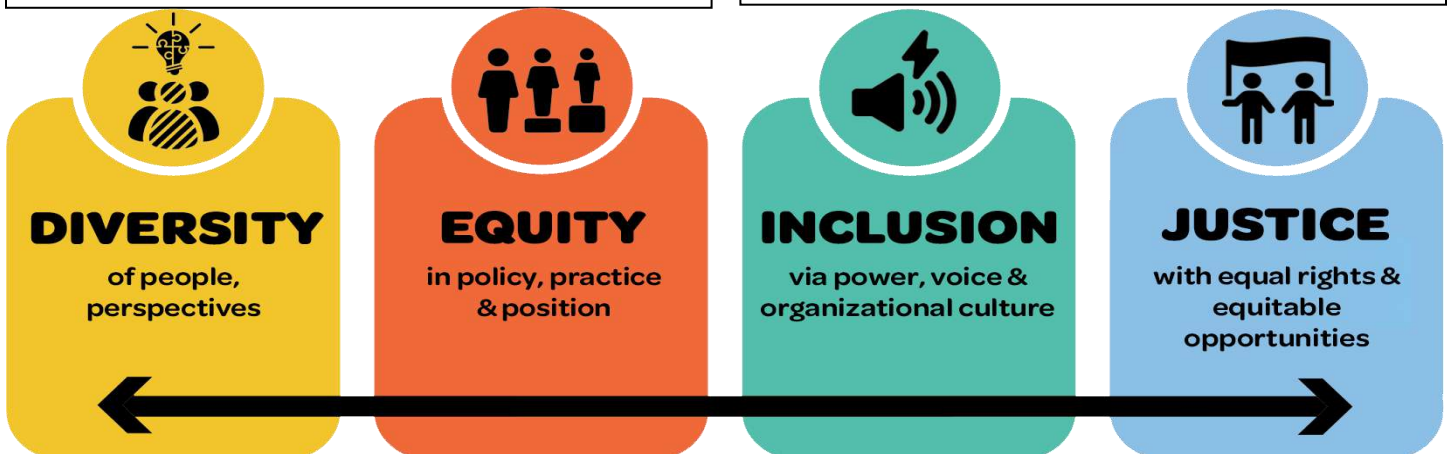 DIVERSITY
of people,
perspectives
EQUITY
in policy, practice
& position
INCLUSION
via power, voice &
organizational culture
JUSTICE
with equal rights &
equitable
opportunities